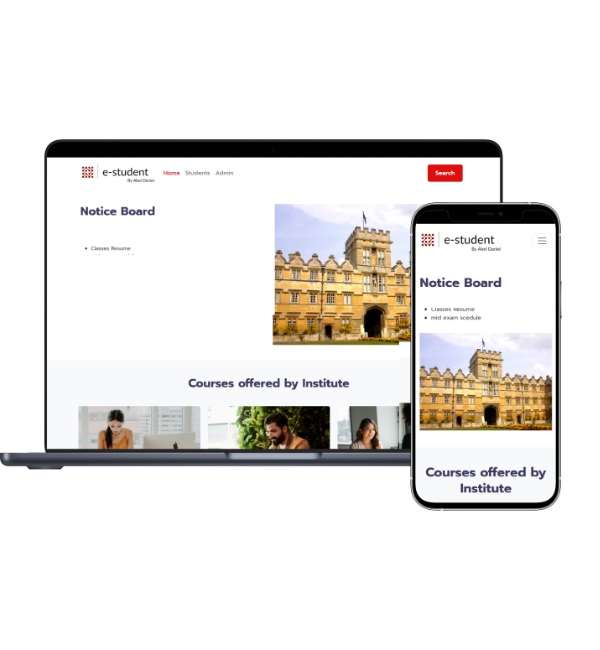 e-student
By Abel Daniel
Home Students Admin
Search
Notice Board
Classes Resume
Courses offered by Institute
e-student
By Abel Daniel
Notice Board
Classes Resume
mid exam scedule
Courses offered by
Institute